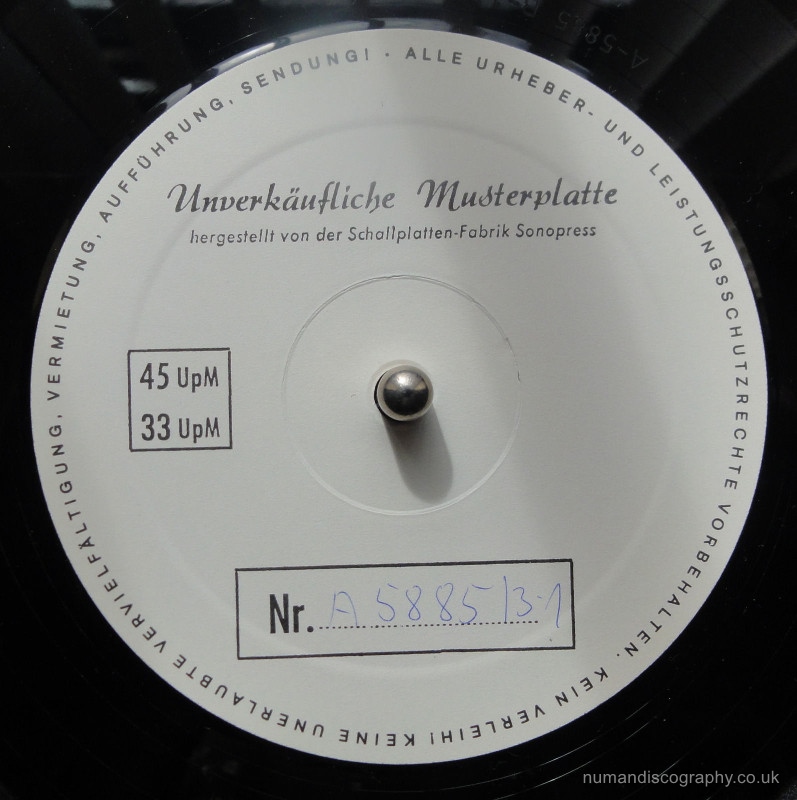 ALLE URHEBER- UND LEISTUNGSSCHUTZRECHTE VORBEHALTEN. KEIN VERLEIH! KEINE UNERLAUBTE VERVIELFÄLTIGUNG, VERMIETUNG, AUFFÜHRUNG, SENDUNG! ·
Unverkäufliche Musterplatte
hergestellt von der Schallplatten-Fabrik Sonopress
45 UpM
33 UpM
Nr. A 5885/3-1
numandiscography.co.uk